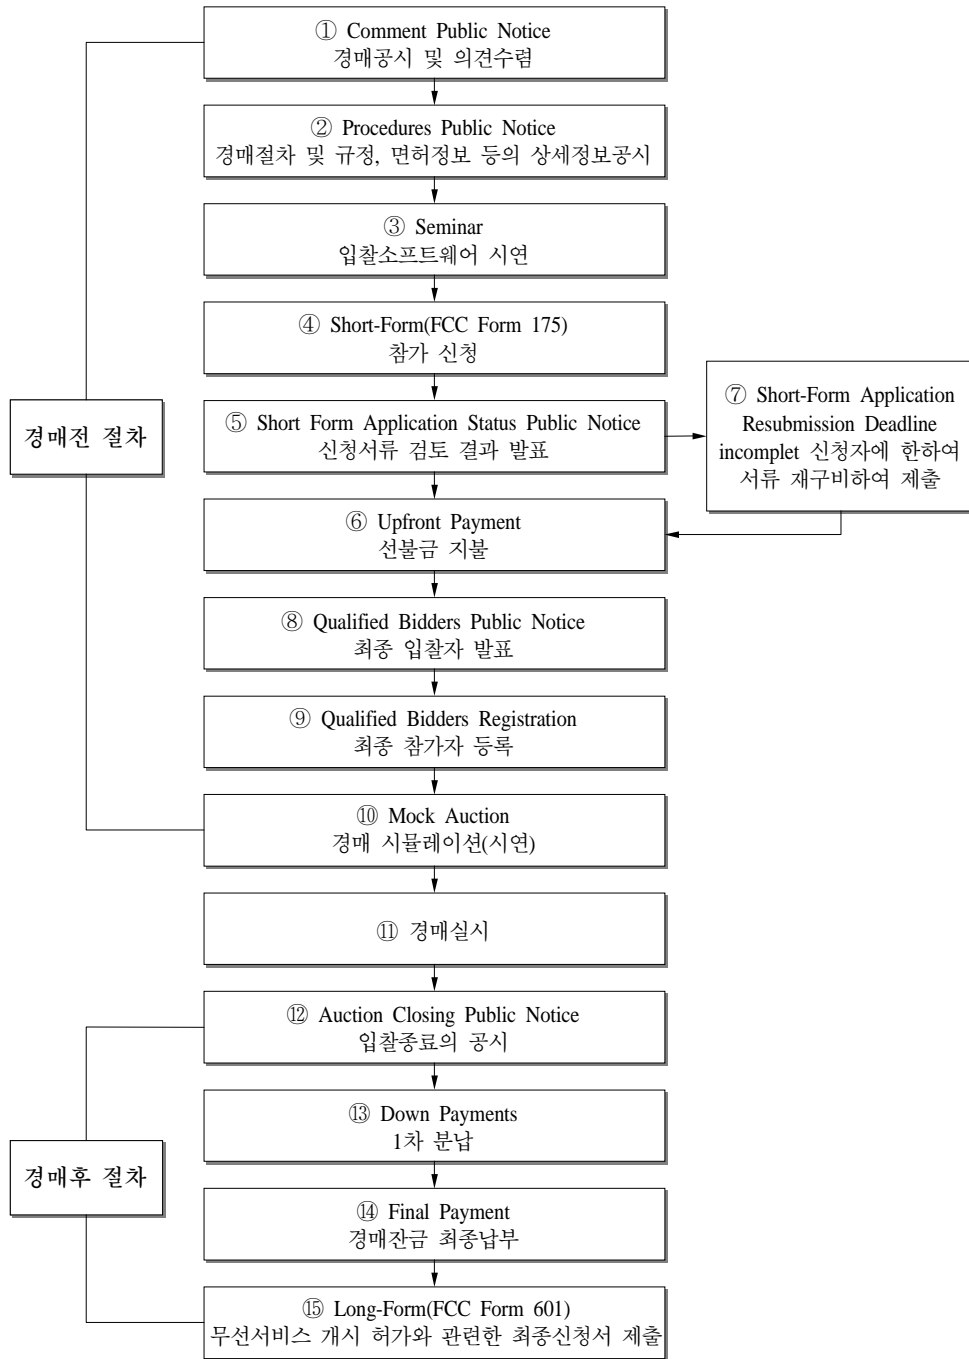 ① Comment Public Notice
경매공시 및 의견수렴
② Procedures Public Notice
경매절차 및 규정, 면허정보 등의 상세정보공시
③ Seminar
입찰소프트웨어 시연
④ Short-Form(FCC Form 175)
참가 신청
경매전 절차
⑤ Short Form Application Status Public Notice
신청서류 검토 결과 발표
⑦ Short-Form Application
Resubmission Deadline
incomplet 신청자에 한하여
서류 재구비하여 제출
⑥ Upfront Payment
선불금 지불
⑧ Qualified Bidders Public Notice
최종 입찰자 발표
⑨ Qualified Bidders Registration
최종 참가자 등록
⑩ Mock Auction
경매 시뮬레이션(시연)
⑪ 경매실시
⑫ Auction Closing Public Notice
입찰종료의 공시
⑬ Down Payments
1차 분납
경매후 절차
⑭ Final Payment
경매잔금 최종납부
⑮ Long-Form(FCC Form 601)
무선서비스 개시 허가와 관련한 최종신청서 제출